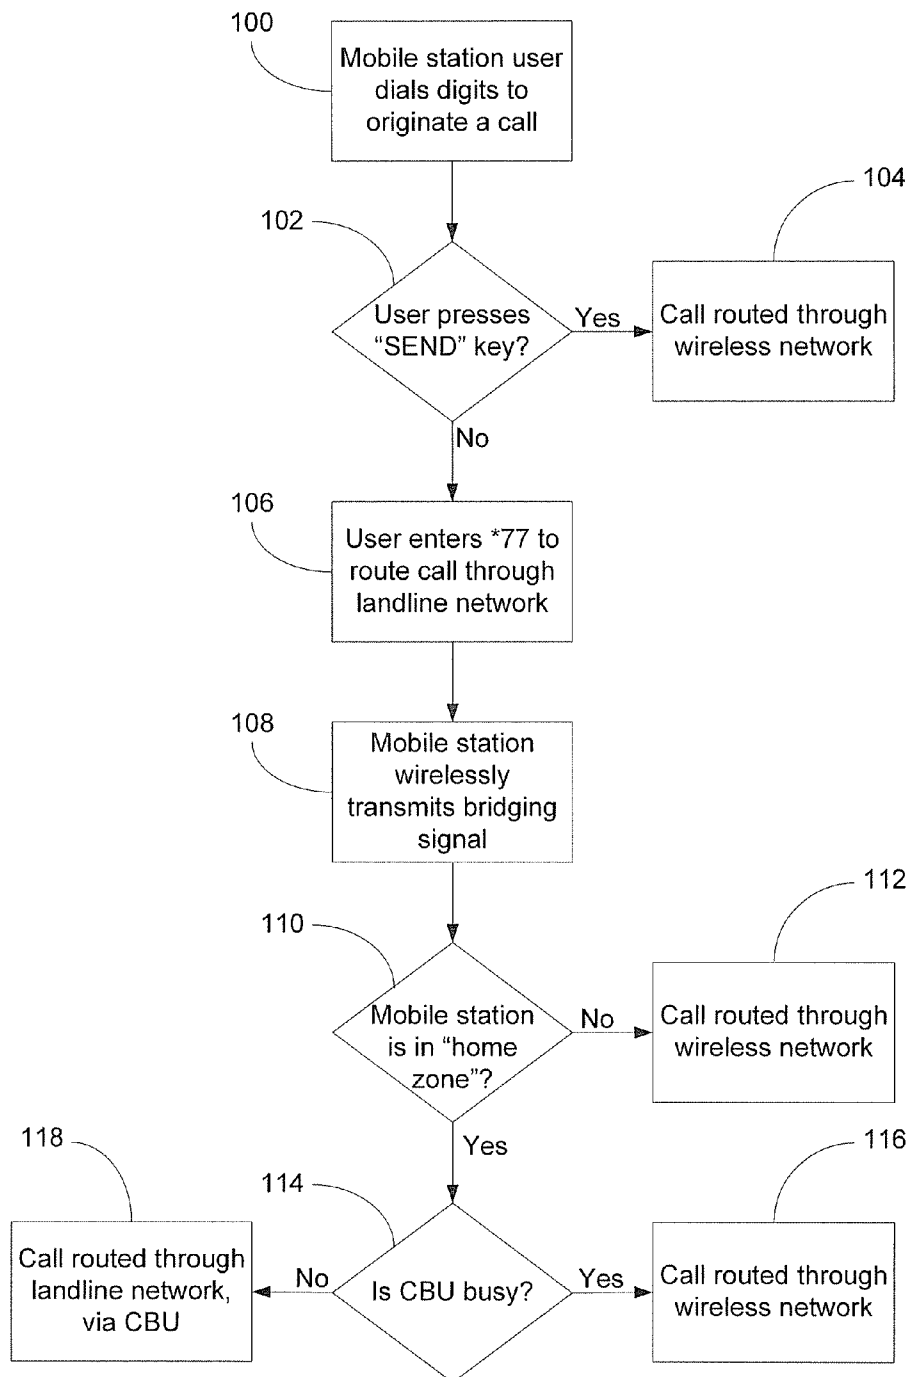 100
Mobile station user
dials digits to
originate a call
102
User presses
“SEND” key?
Yes
104
Call routed through
wireless network
No
106
User enters *77 to
route call through
landline network
108
Mobile station
wirelessly
transmits bridging
signal
110
Mobile station
is in “home
zone”?
No
112
Call routed through
wireless network
Yes
114
Is CBU busy?
Yes
116
Call routed through
wireless network
No
118
Call routed through
landline network,
via CBU